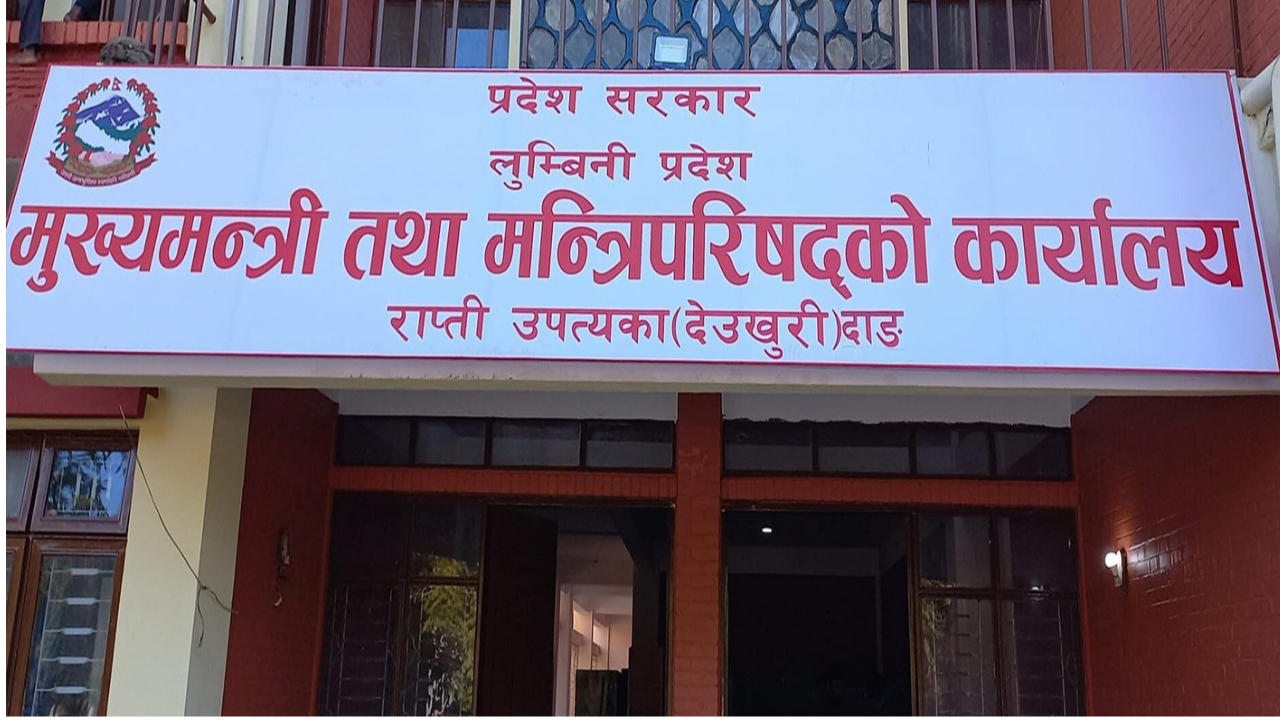 प्रदेश सरकार
लुम्बिनी प्रदेश
मुख्यमन्त्री तथा मन्त्रिपरिषद्को कार्यालय
राप्ती उपत्यका(देउखुरी)दाङ